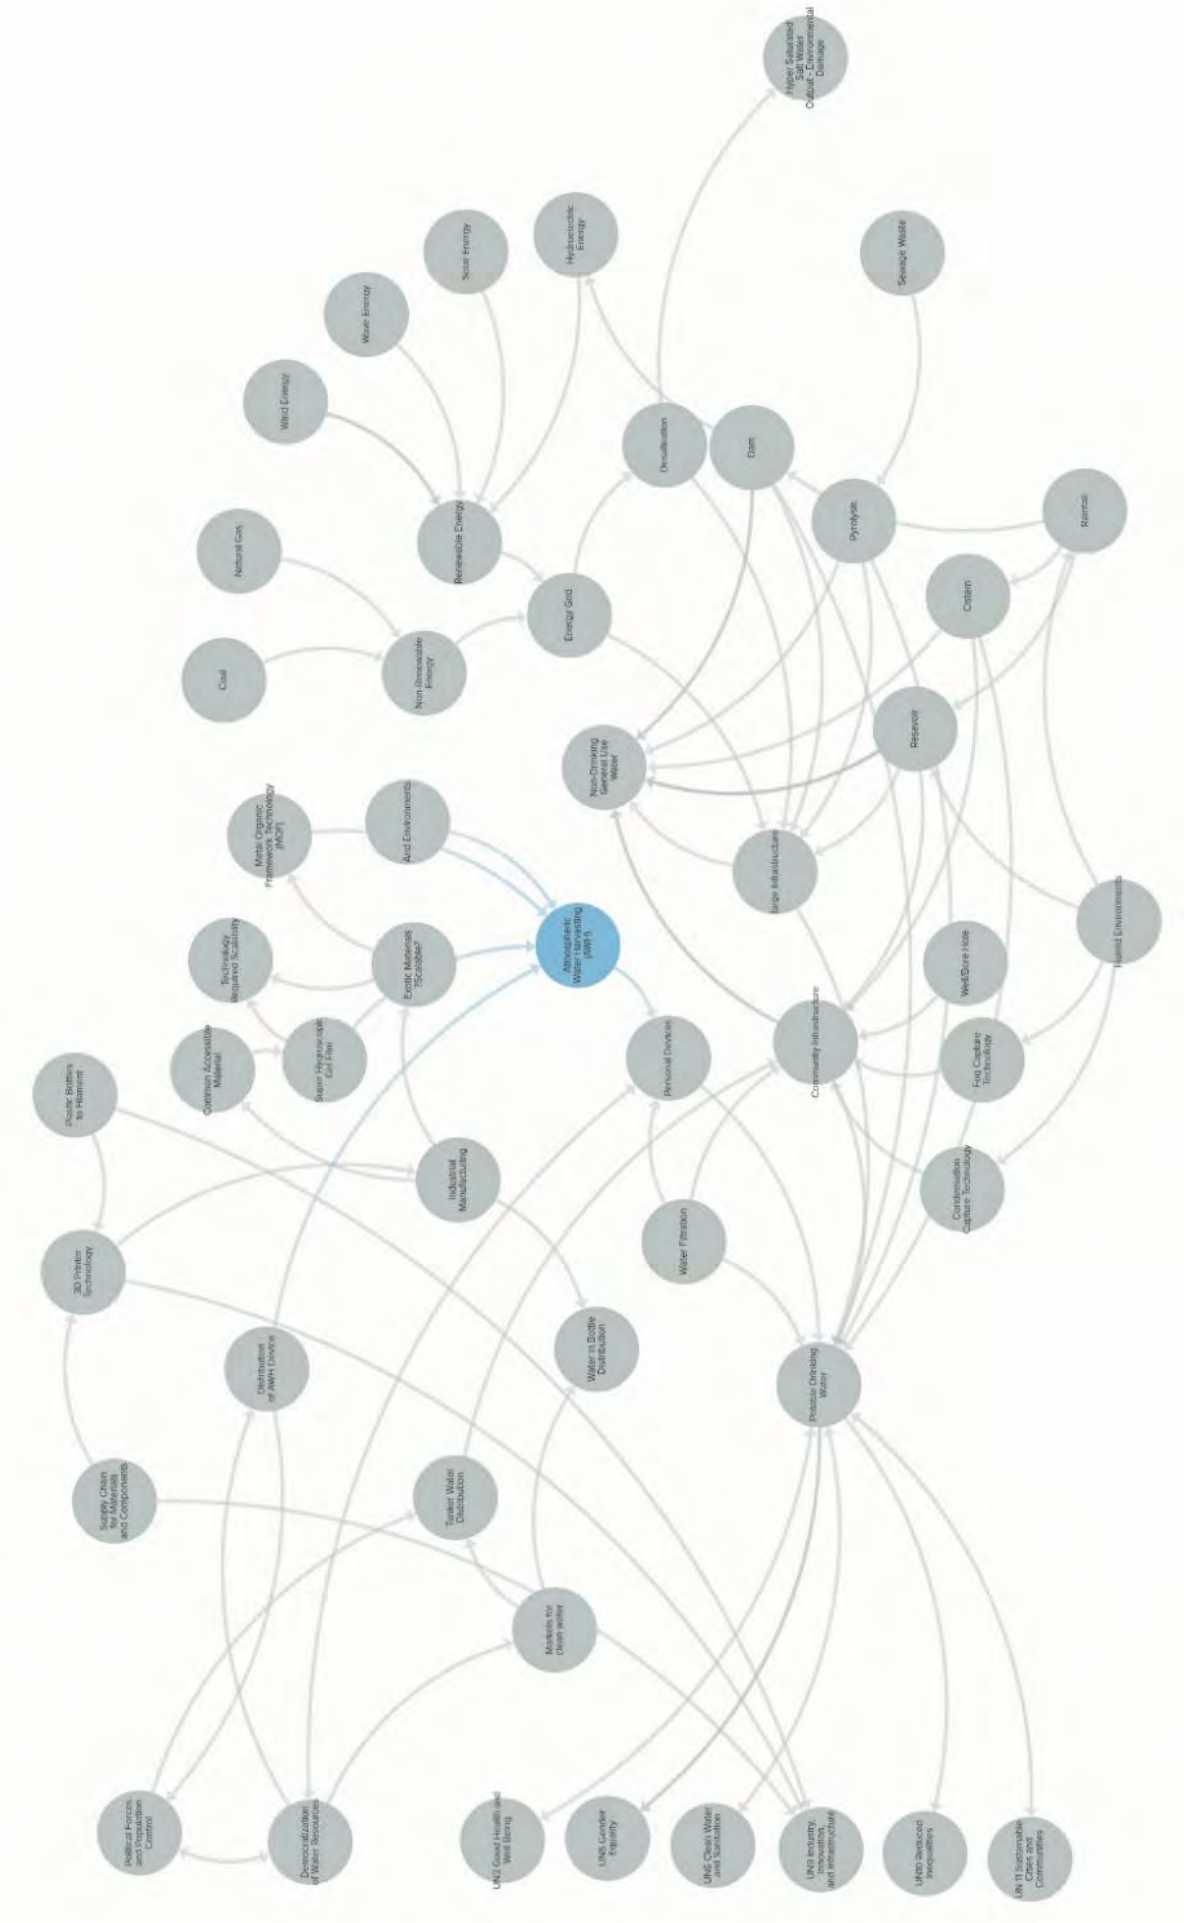 Hyper Saturated
Salt Water
Output - Environmental
Damage
Hydroelectric
Energy
Solar Energy
Sewage Waste
Wave Energy
Wind Energy
Desalination
Dam
Pyrolysis
Rainfall
Renewable Energy
Natural Gas
Cistern
Energy Grid
Non-Renewable
Energy
Coal
Resevoir
Non-Drinking
General Use
Water
Arid Environments
Metal Organic
Framework Technology
(MOF)
Large Infrastructure
Humid Environments
Atmospheric
Water Harvesting
(AWH)
Technology
Required Scalability
Exotic Materials
?Scalable?
Well/Bore Hole
Community Infrastructure
Super Hygroscopic
Gel Film
Common Accessible
Material
Personal Devices
Fog Capture
Technology
Plastic Bottles
to Filament
Industrial
Manufacturing
Condensation
Capture Technology
Water Filtration
3D Printer
Technology
Water in Bottle
Distribution
Distribution
of AWH Device
Potable Drinking
Water
Supply Chain
for Materials
and Components
Tanker Water
Distribution
Markets for
clean water
Political Forces
and Population
Control
Democratization
of Water Resources
UN3 Good Health and
Well Being
UN5 Gender
Equality
UN6 Clean Water
and Sanitation
UN9 Industry,
Innovation,
and Infrastructure
UN10 Reduced
Inequalities
UN 11 Sustainable
Cities and
Communities